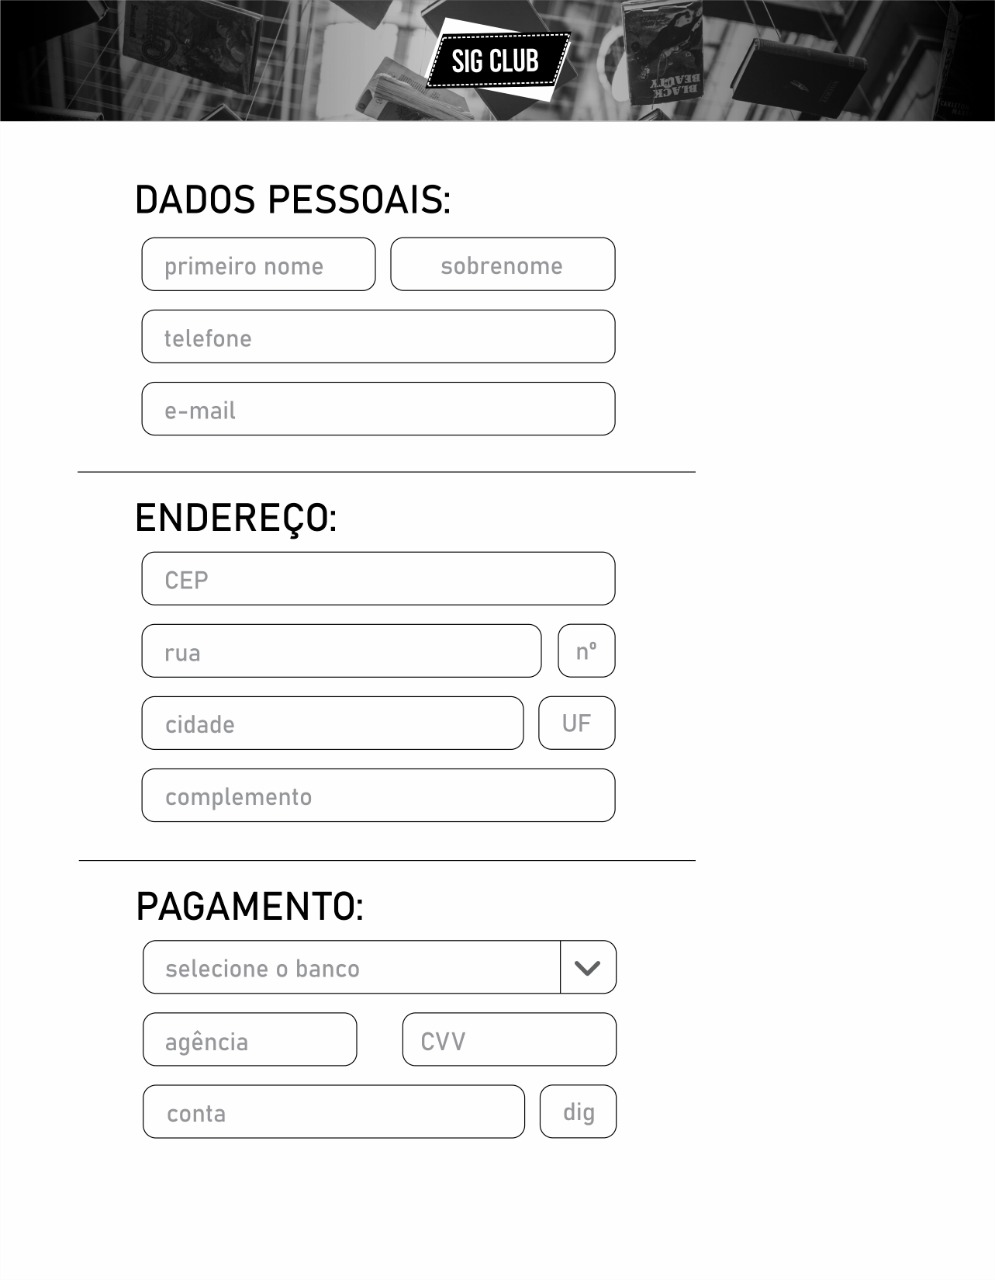 SIG CLUB
BLACK
BEAUTY
DADOS PESSOAIS:
primeiro nome
sobrenome
telefone
e-mail
ENDEREÇO:
CEP
rua
nº
cidade
UF
complemento
PAGAMENTO:
selecione o banco
agência
CVV
conta
dig